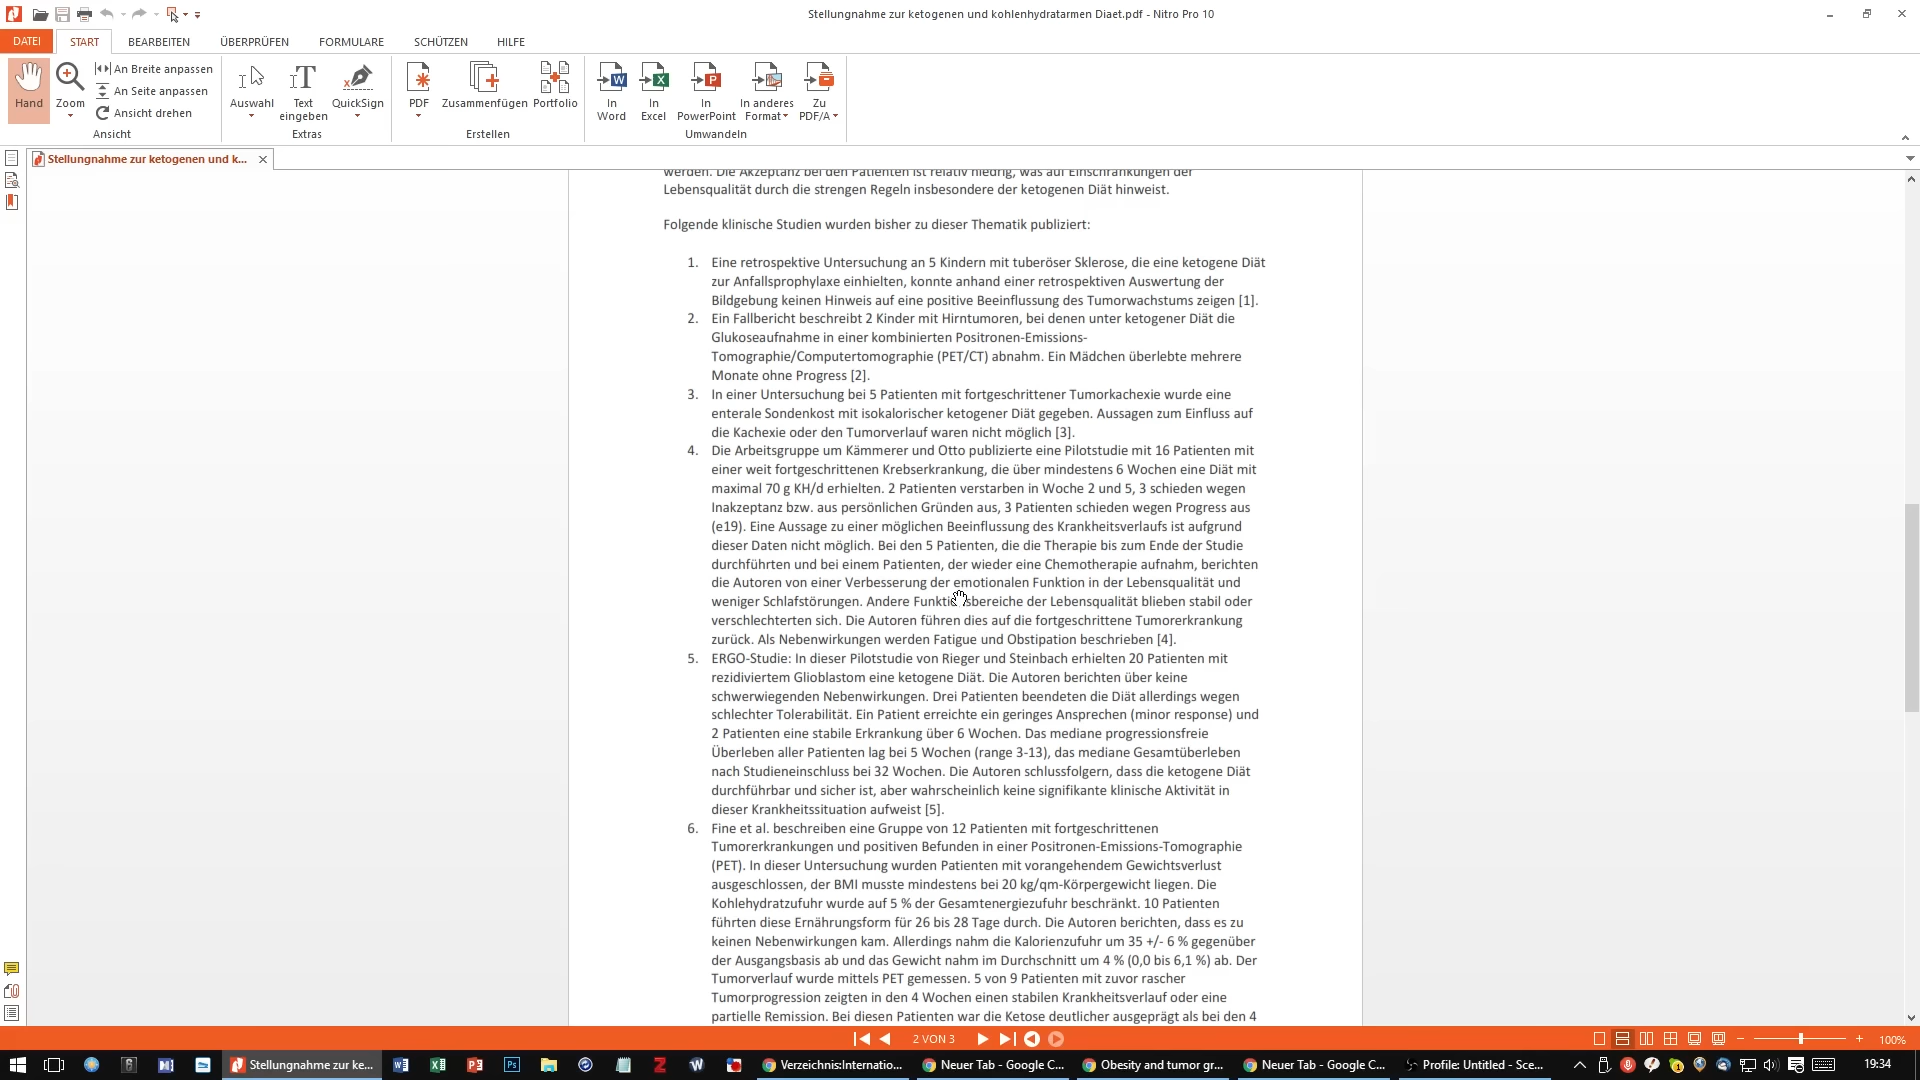 Stellungnahme zur ketogenen und kohlenhydratarmen Diaet.pdf - Nitro Pro 10
DATEI START BEARBEITEN ÜBERPRÜFEN FORMULARE SCHÜTZEN HILFE
Hand
Zoom
An Breite anpassen
An Seite anpassen
Ansicht drehen
Ansicht
Auswahl
Text
eingeben
QuickSign
Extras
PDF
Zusammenfügen
Portfolio
Erstellen
In
Word
In
Excel
In
PowerPoint
In anderes
Format
Zu
PDF/A
Umwandeln
Stellungnahme zur ketogenen und k...
werden. Die Akzeptanz bei den Patienten ist relativ niedrig, was auf Einschränkungen der
Lebensqualität durch die strengen Regeln insbesondere der ketogenen Diät hinweist.
Folgende klinische Studien wurden bisher zu dieser Thematik publiziert:
1. Eine retrospektive Untersuchung an 5 Kindern mit tuberöser Sklerose, die eine ketogene Diät
zur Anfallsprophylaxe einhielten, konnte anhand einer retrospektiven Auswertung der
Bildgebung keinen Hinweis auf eine positive Beeinflussung des Tumorwachstums zeigen [1].
2. Ein Fallbericht beschreibt 2 Kinder mit Hirntumoren, bei denen unter ketogener Diät die
Glukoseaufnahme in einer kombinierten Positronen-Emissions-
Tomographie/Computertomographie (PET/CT) abnahm. Ein Mädchen überlebte mehrere
Monate ohne Progress [2].
3. In einer Untersuchung bei 5 Patienten mit fortgeschrittener Tumorkachexie wurde eine
enterale Sondenkost mit isokalorischer ketogener Diät gegeben. Aussagen zum Einfluss auf
die Kachexie oder den Tumorverlauf waren nicht möglich [3].
4. Die Arbeitsgruppe um Kämmerer und Otto publizierte eine Pilotstudie mit 16 Patienten mit
einer weit fortgeschrittenen Krebserkrankung, die über mindestens 6 Wochen eine Diät mit
maximal 70 g KH/d erhielten. 2 Patienten verstarben in Woche 2 und 5, 3 schieden wegen
Inakzeptanz bzw. aus persönlichen Gründen aus, 3 Patienten schieden wegen Progress aus
(e19). Eine Aussage zu einer möglichen Beeinflussung des Krankheitsverlaufs ist aufgrund
dieser Daten nicht möglich. Bei den 5 Patienten, die die Therapie bis zum Ende der Studie
durchführten und bei einem Patienten, der wieder eine Chemotherapie aufnahm, berichten
die Autoren von einer Verbesserung der emotionalen Funktion in der Lebensqualität und
weniger Schlafstörungen. Andere Funktionsbereiche der Lebensqualität blieben stabil oder
verschlechterten sich. Die Autoren führen dies auf die fortgeschrittene Tumorerkrankung
zurück. Als Nebenwirkungen werden Fatigue und Obstipation beschrieben [4].
5. ERGO-Studie: In dieser Pilotstudie von Rieger und Steinbach erhielten 20 Patienten mit
rezidiviertem Glioblastom eine ketogene Diät. Die Autoren berichten über keine
schwerwiegenden Nebenwirkungen. Drei Patienten beendeten die Diät allerdings wegen
schlechter Tolerabilität. Ein Patient erreichte ein geringes Ansprechen (minor response) und
2 Patienten eine stabile Erkrankung über 6 Wochen. Das mediane progressionsfreie
Überleben aller Patienten lag bei 5 Wochen (range 3-13), das mediane Gesamtüberleben
nach Studieneinschluss bei 32 Wochen. Die Autoren schlussfolgern, dass die ketogene Diät
durchführbar und sicher ist, aber wahrscheinlich keine signifikante klinische Aktivität in
dieser Krankheitssituation aufweist [5].
6. Fine et al. beschreiben eine Gruppe von 12 Patienten mit fortgeschrittenen
Tumorerkrankungen und positiven Befunden in einer Positronen-Emissions-Tomographie
(PET). In dieser Untersuchung wurden Patienten mit vorangehendem Gewichtsverlust
ausgeschlossen, der BMI musste mindestens bei 20 kg/qm-Körpergewicht liegen. Die
Kohlehydratzufuhr wurde auf 5 % der Gesamtenergiezufuhr beschränkt. 10 Patienten
führten diese Ernährungsform für 26 bis 28 Tage durch. Die Autoren berichten, dass es zu
keinen Nebenwirkungen kam. Allerdings nahm die Kalorienzufuhr um 35 +/- 6 % gegenüber
der Ausgangsbasis ab und das Gewicht nahm im Durchschnitt um 4 % (0,0 bis 6,1 %) ab. Der
Tumorverlauf wurde mittels PET gemessen. 5 von 9 Patienten mit zuvor rascher
Tumorprogression zeigten in den 4 Wochen einen stabilen Krankheitsverlauf oder eine
partielle Remission. Bei diesen Patienten war die Ketose deutlicher ausgeprägt als bei den 4
2 VON 3
100%
Stellungnahme zur ke...
Verzeichnis:Internatio...
Neuer Tab - Google C...
Obesity and tumor gr...
Neuer Tab - Google C...
Profile: Untitled - Sce...
19:34